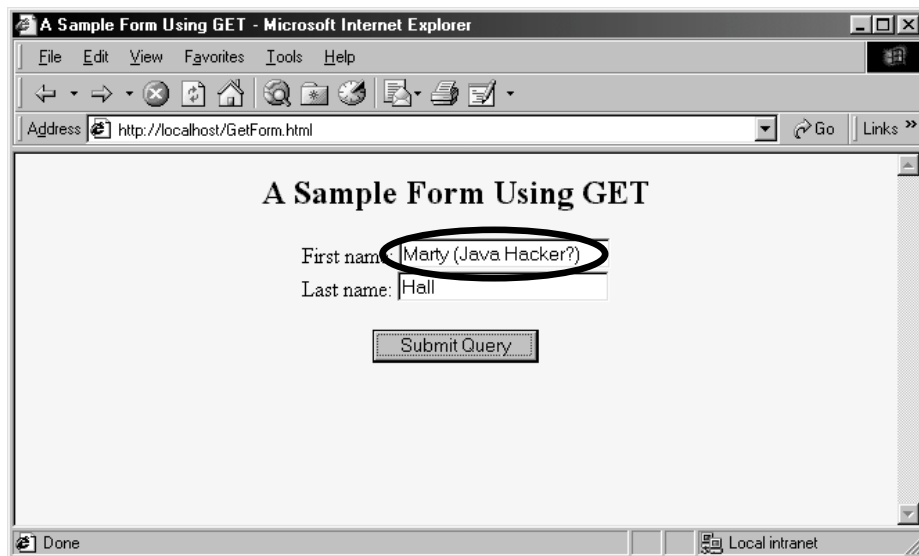 A Sample Form Using GET - Microsoft Internet Explorer
File Edit View Favorites Tools Help
Address http://localhost/GetForm.html Go Links »
A Sample Form Using GET
First name: Marty (Java Hacker?)
Last name: Hall
Submit Query
Done Local intranet